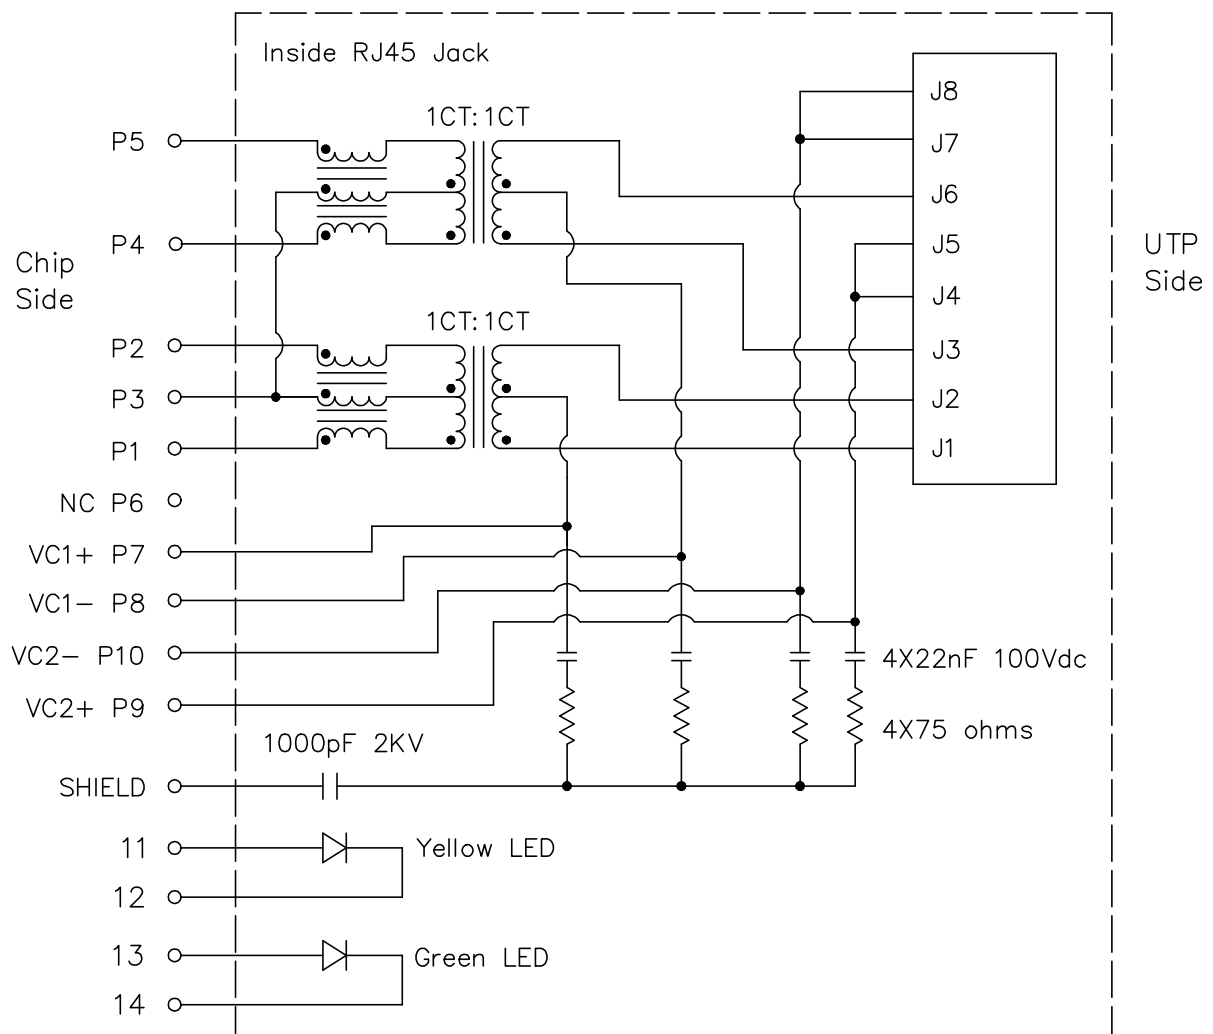 Inside RJ45 Jack
1CT:1CT
J8
P5
J7
J6
P4
J5
UTP
Side
Chip
Side
J4
1CT:1CT
P2
J3
P3
J2
P1
J1
NC P6
VC1+ P7
VC1- P8
VC2- P10
4X22nF 100Vdc
VC2+ P9
4X75 ohms
1000pF 2KV
SHIELD
11
Yellow LED
12
13
Green LED
14